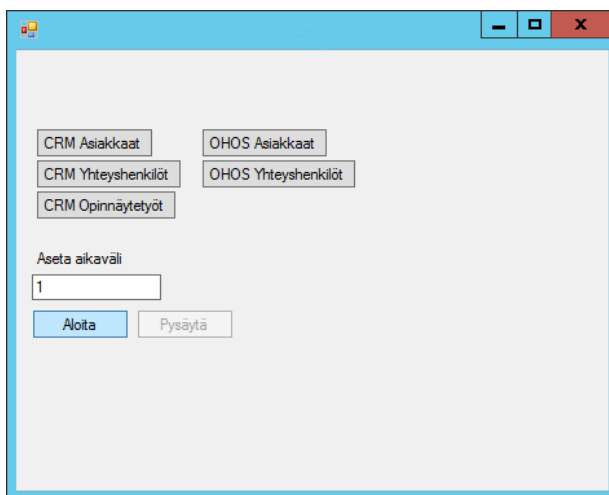 CRM Asiakkaat OHOS Asiakkaat
CRM Yhteyshenkilöt OHOS Yhteyshenkilöt
CRM Opinnäytetyöt
Aseta aikaväli
1
Aloita Pysäytä